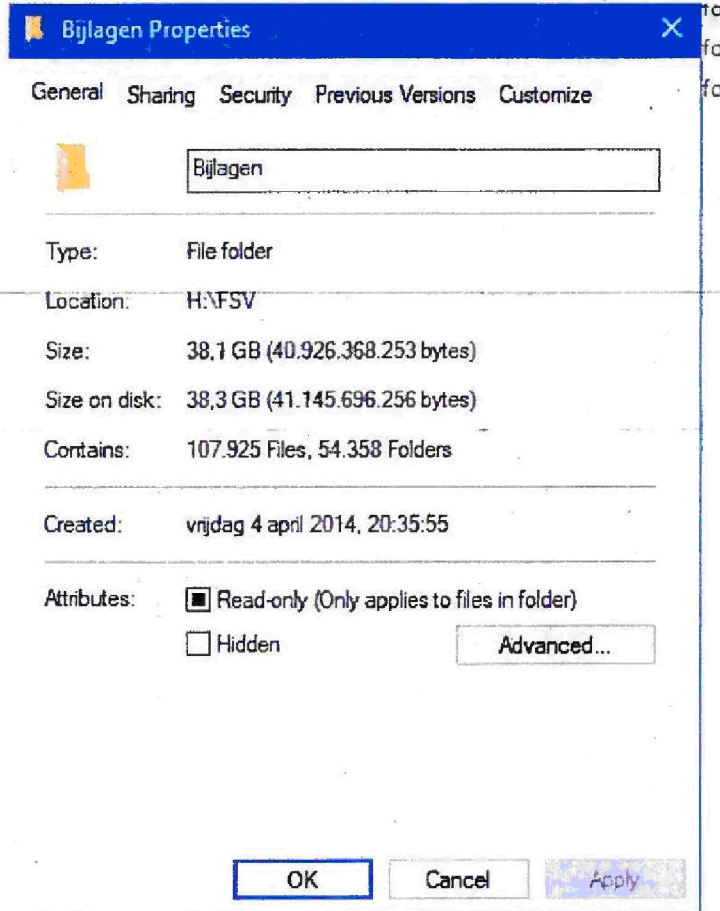 Bijlagen Properties
General Sharing Security Previous Versions Customize
Bijlagen
Type: File folder
Location: H:\FSV
Size: 38,1 GB (40.926.368.253 bytes)
Size on disk: 38,3 GB (41.145.696.256 bytes)
Contains: 107.925 Files, 54.358 Folders
Created: vrijdag 4 april 2014, 20:35:55
Attributes: Read-only (Only applies to files in folder)
Hidden Advanced...
OK Cancel Apply